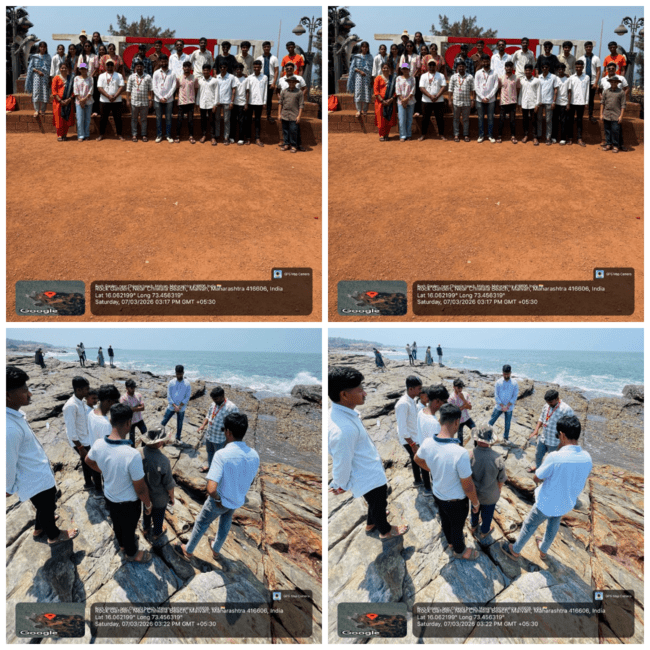 GPS Map Camera
Rock Garden, Near Chivala Beach, Malvan, Maharashtra 416606, India
Lat 16.062199° Long 73.456319°
Saturday, 07/03/2026 03:17 PM GMT +05:30
Google
GPS Map Camera
Rock Garden, Near Chivala Beach, Malvan, Maharashtra 416606, India
Lat 16.062199° Long 73.456319°
Saturday, 07/03/2026 03:17 PM GMT +05:30
Google
GPS Map Camera
Rock Garden, Near Chivala Beach, Malvan, Maharashtra 416606, India
Lat 16.062199° Long 73.456319°
Saturday, 07/03/2026 03:22 PM GMT +05:30
Google
GPS Map Camera
Rock Garden, Near Chivala Beach, Malvan, Maharashtra 416606, India
Lat 16.062199° Long 73.456319°
Saturday, 07/03/2026 03:22 PM GMT +05:30
Google